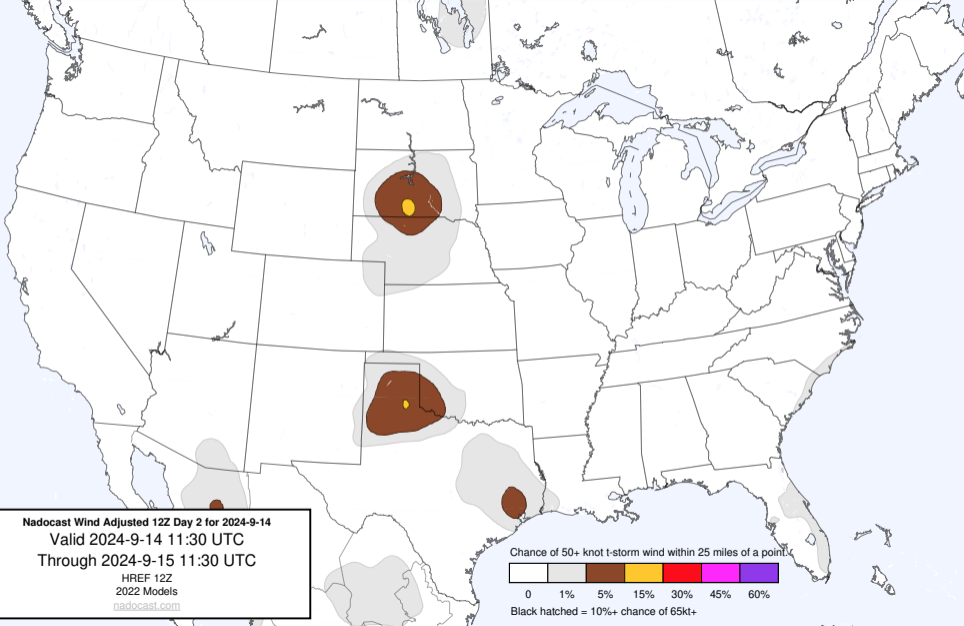 Nadocast Wind Adjusted 12Z Day 2 for 2024-9-14
Valid 2024-9-14 11:30 UTC
Through 2024-9-15 11:30 UTC
HREF 12Z
2022 Models
nadocast.com
Chance of 50+ knot t-storm wind within 25 miles of a point.
0 1% 5% 15% 30% 45% 60%
Black hatched = 10%+ chance of 65kt+